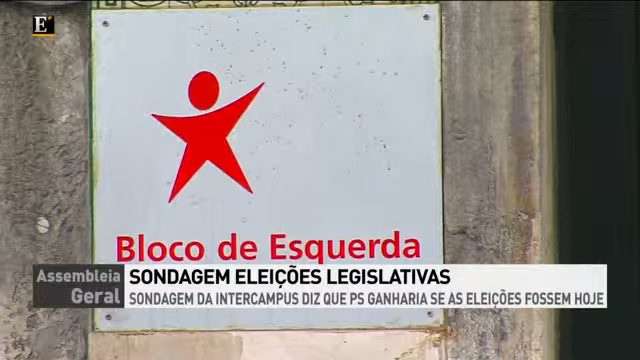 E
Bloco de Esquerda
Assembleia
Geral
SONDAGEM ELEIÇÕES LEGISLATIVAS
SONDAGEM DA INTERCAMPUS DIZ QUE PS GANHARIA SE AS ELEIÇÕES FOSSEM HOJE